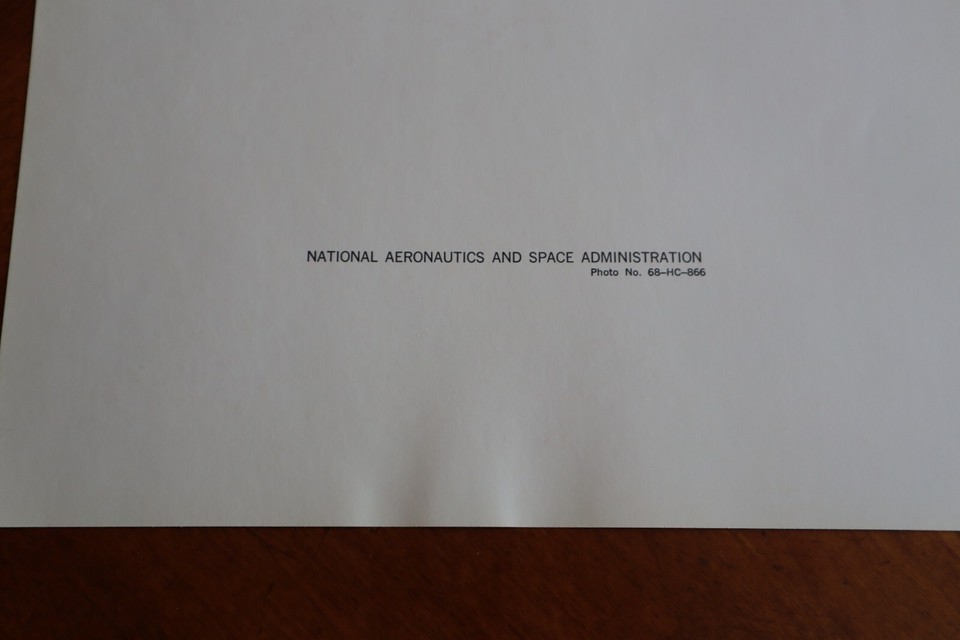 NATIONAL AERONAUTICS AND SPACE ADMINISTRATION
Photo No. 68–HC–866